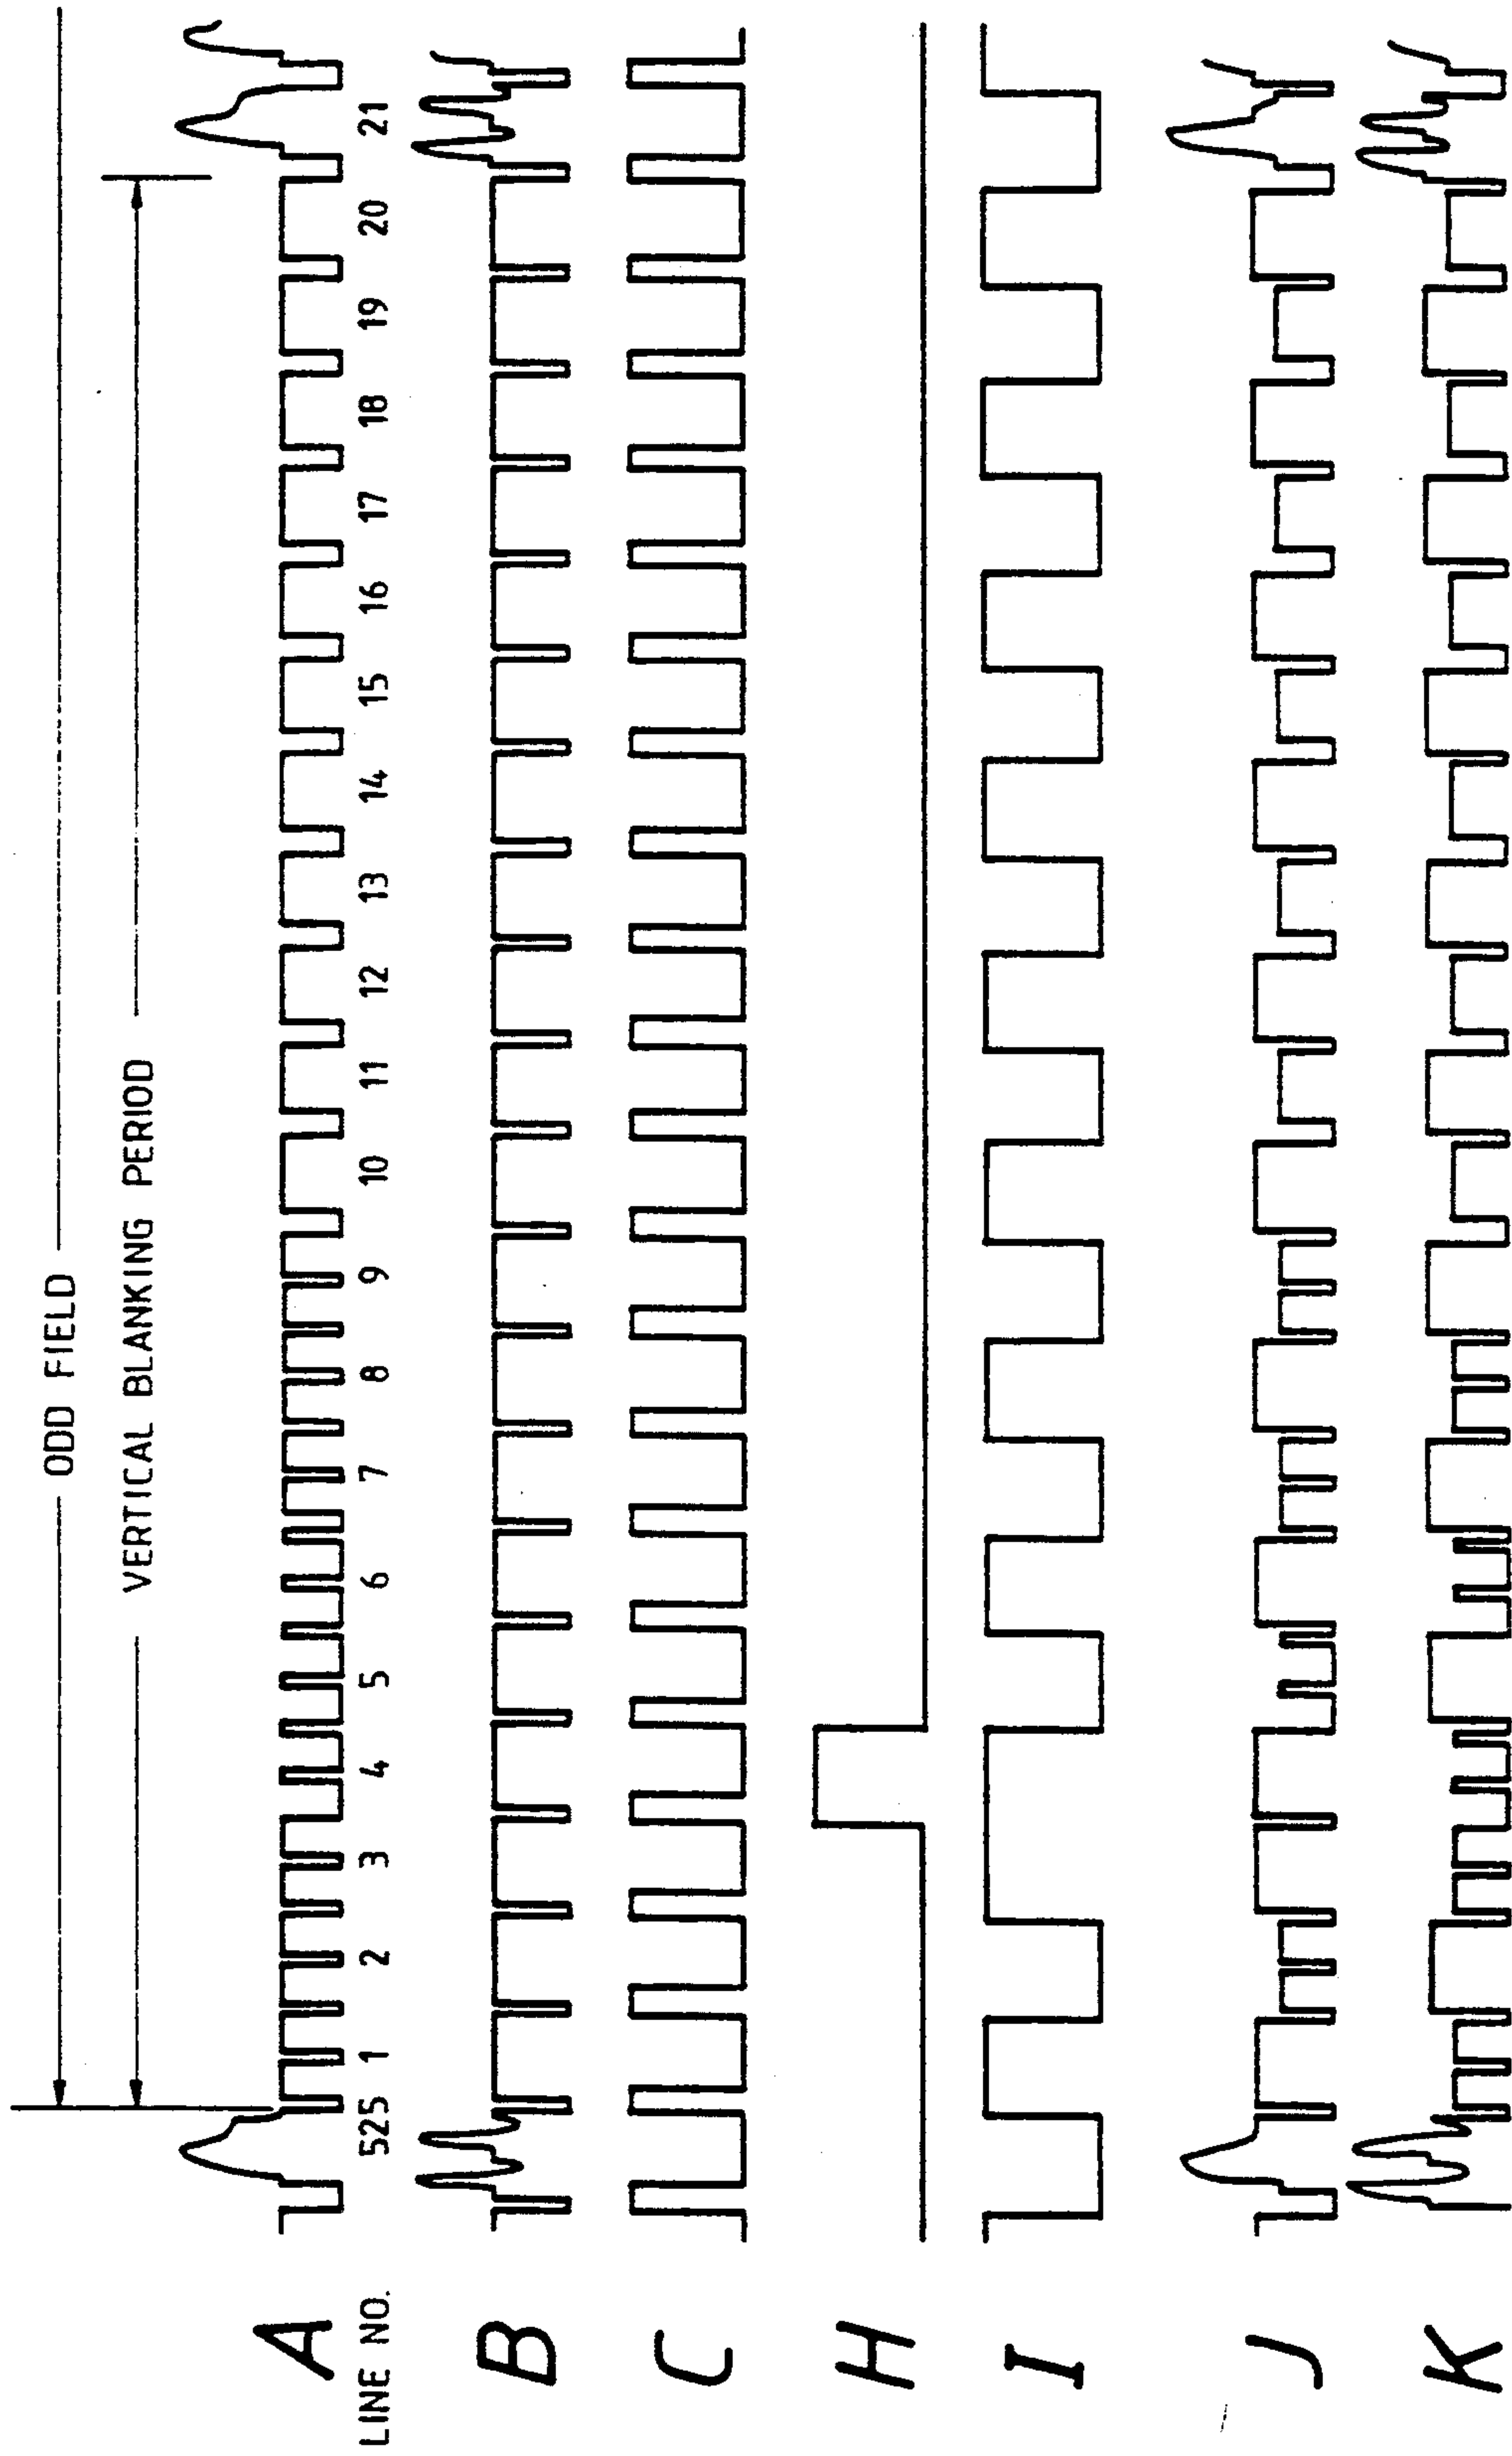 ODD FIELD
VERTICAL BLANKING PERIOD
A
LINE NO. 525 1 2 3 4 5 6 7 8 9 10 11 12 13 14 15 16 17 18 19 20 21
B
C
H
I
J
K